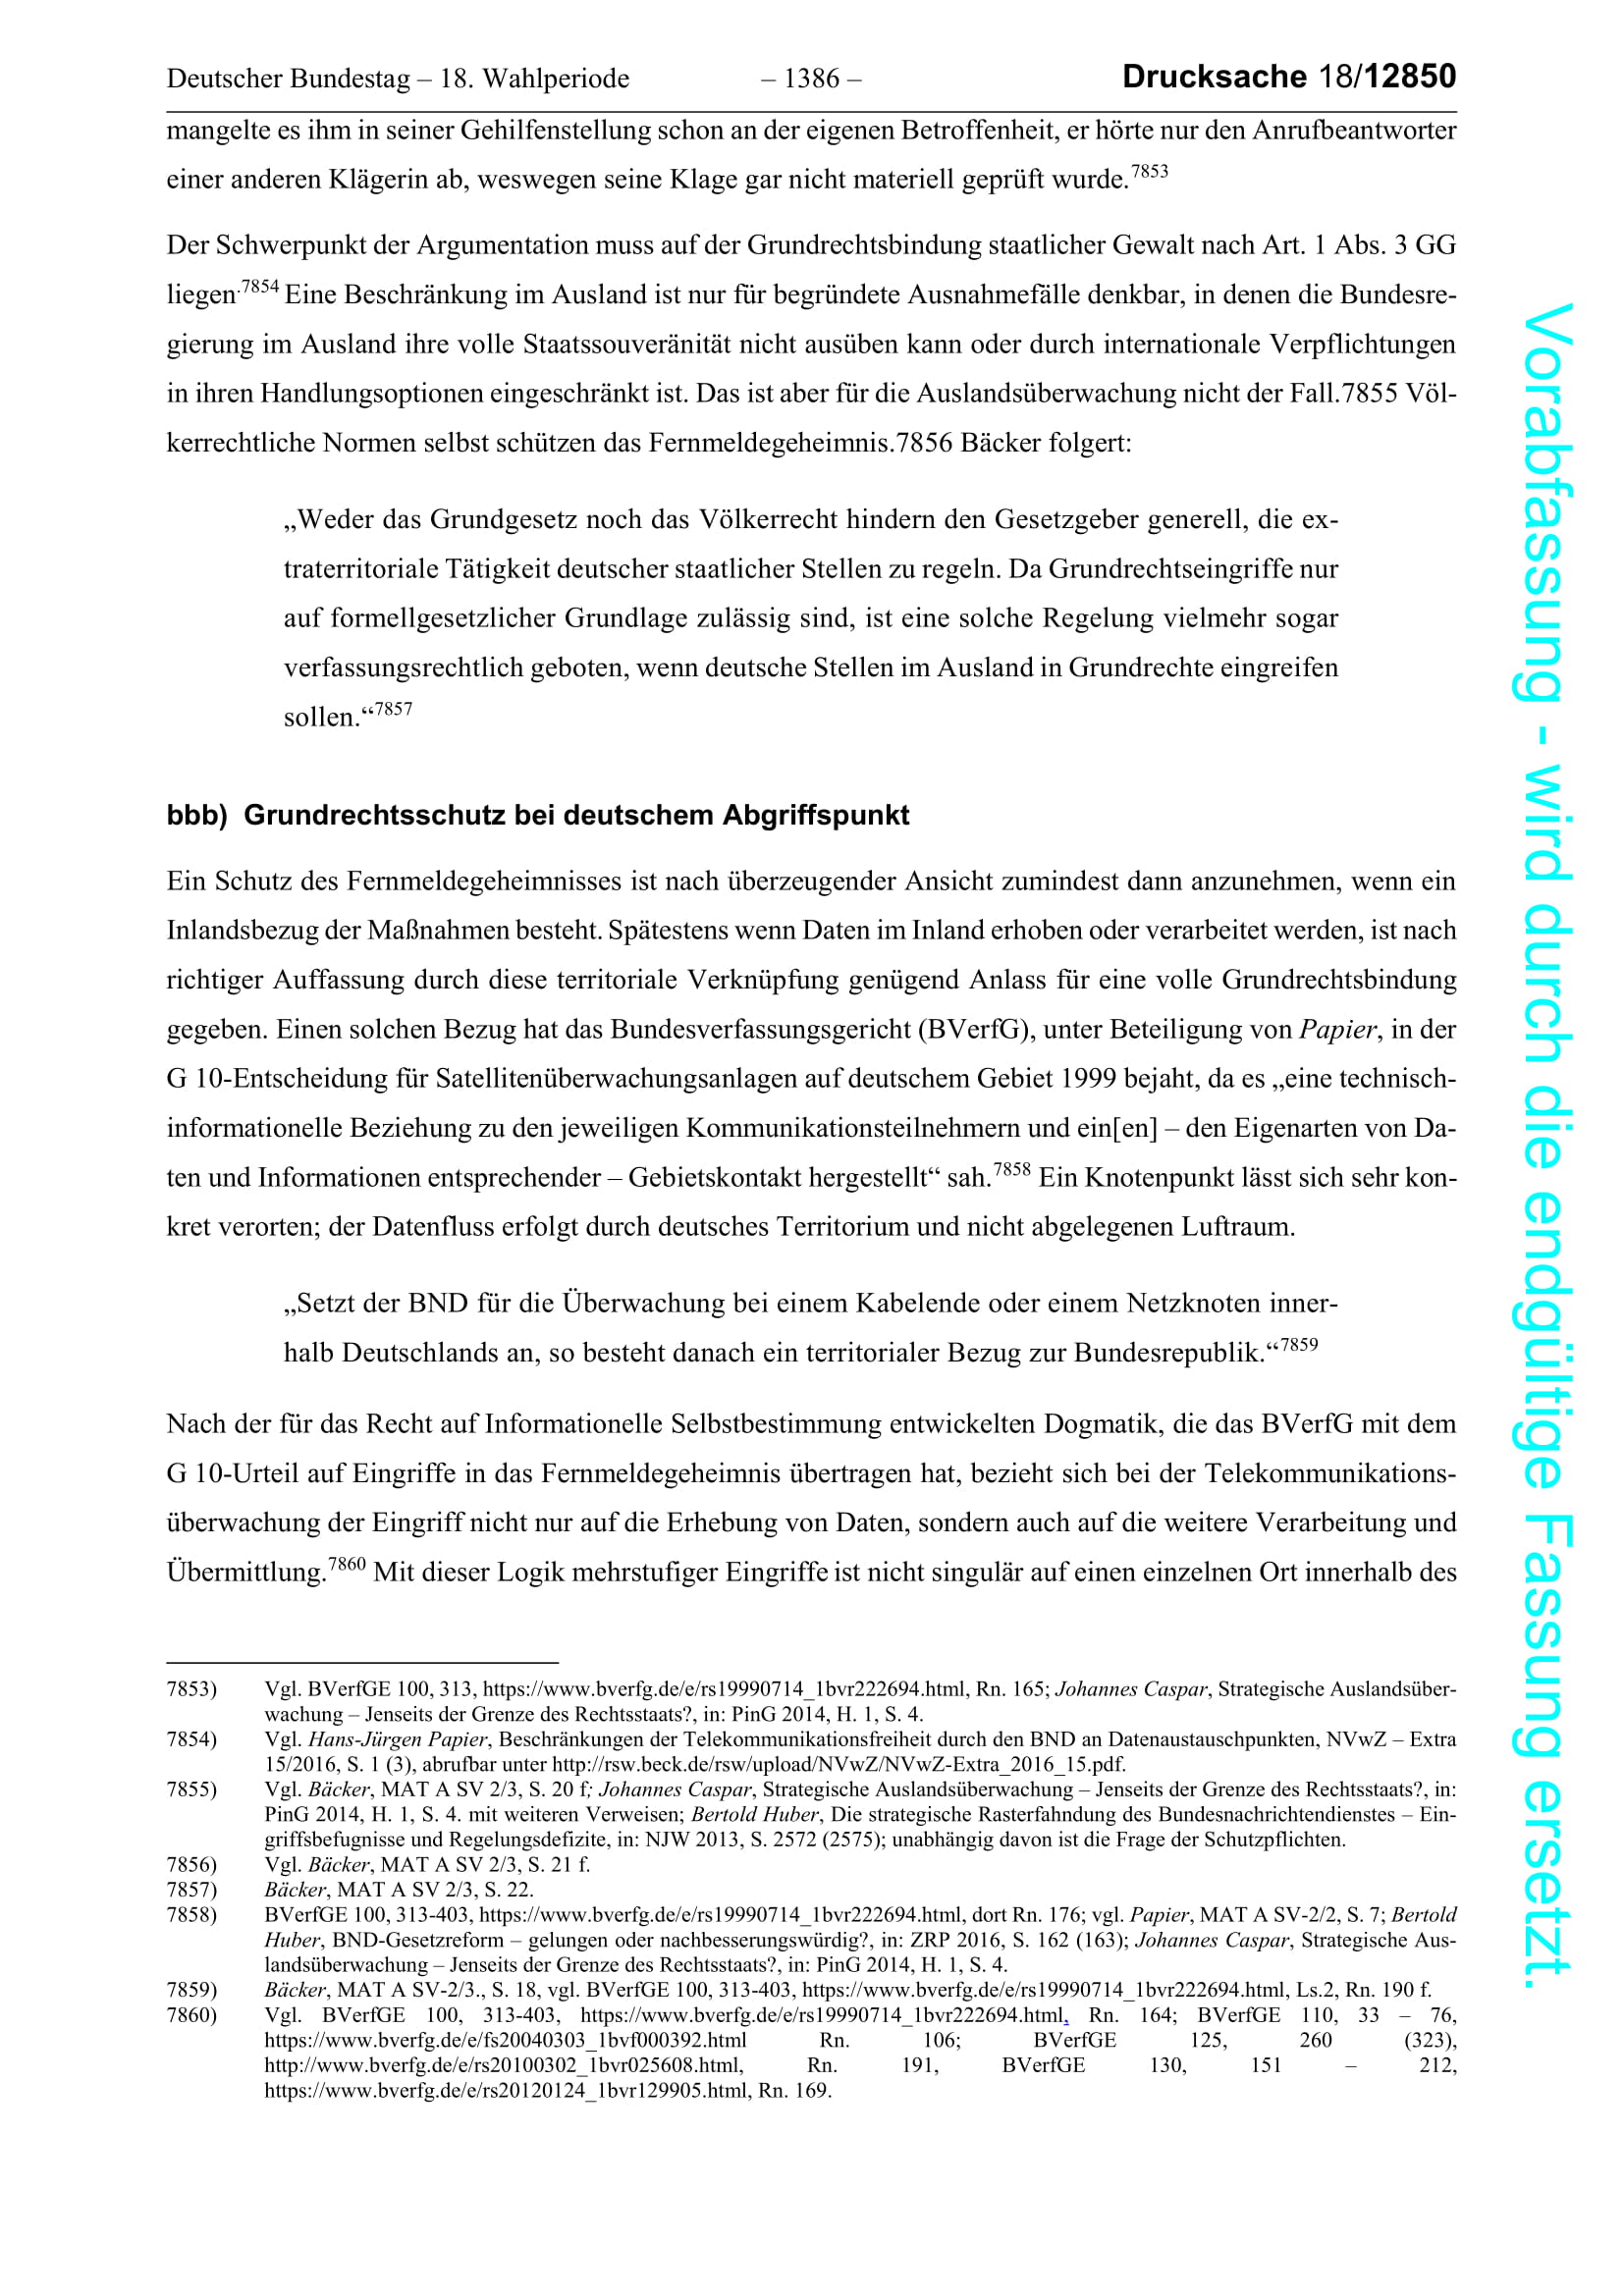 Deutscher Bundestag – 18. Wahlperiode – 1386 – Drucksache 18/12850
mangelte es ihm in seiner Gehilfenstellung schon an der eigenen Betroffenheit, er hörte nur den Anrufbeantworter
einer anderen Klägerin ab, weswegen seine Klage gar nicht materiell geprüft wurde.7853
Der Schwerpunkt der Argumentation muss auf der Grundrechtsbindung staatlicher Gewalt nach Art. 1 Abs. 3 GG
liegen.7854 Eine Beschränkung im Ausland ist nur für begründete Ausnahmefälle denkbar, in denen die Bundesre-
gierung im Ausland ihre volle Staatssouveränität nicht ausüben kann oder durch internationale Verpflichtungen
in ihren Handlungsoptionen eingeschränkt ist. Das ist aber für die Auslandsüberwachung nicht der Fall.7855 Völ-
kerrechtliche Normen selbst schützen das Fernmeldegeheimnis.7856 Bäcker folgert:
„Weder das Grundgesetz noch das Völkerrecht hindern den Gesetzgeber generell, die ex-
traterritoriale Tätigkeit deutscher staatlicher Stellen zu regeln. Da Grundrechtseingriffe nur
auf formellgesetzlicher Grundlage zulässig sind, ist eine solche Regelung vielmehr sogar
verfassungsrechtlich geboten, wenn deutsche Stellen im Ausland in Grundrechte eingreifen
sollen.“7857
bbb) Grundrechtsschutz bei deutschem Abgriffspunkt
Ein Schutz des Fernmeldegeheimnisses ist nach überzeugender Ansicht zumindest dann anzunehmen, wenn ein
Inlandsbezug der Maßnahmen besteht. Spätestens wenn Daten im Inland erhoben oder verarbeitet werden, ist nach
richtiger Auffassung durch diese territoriale Verknüpfung genügend Anlass für eine volle Grundrechtsbindung
gegeben. Einen solchen Bezug hat das Bundesverfassungsgericht (BVerfG), unter Beteiligung von Papier, in der
G 10-Entscheidung für Satellitenüberwachungsanlagen auf deutschem Gebiet 1999 bejaht, da es „eine technisch-
informationelle Beziehung zu den jeweiligen Kommunikationsteilnehmern und ein[en] – den Eigenarten von Da-
ten und Informationen entsprechender – Gebietskontakt hergestellt“ sah.7858 Ein Knotenpunkt lässt sich sehr kon-
kret verorten; der Datenfluss erfolgt durch deutsches Territorium und nicht abgelegenen Luftraum.
„Setzt der BND für die Überwachung bei einem Kabelende oder einem Netzknoten inner-
halb Deutschlands an, so besteht danach ein territorialer Bezug zur Bundesrepublik.“7859
Nach der für das Recht auf Informationelle Selbstbestimmung entwickelten Dogmatik, die das BVerfG mit dem
G 10-Urteil auf Eingriffe in das Fernmeldegeheimnis übertragen hat, bezieht sich bei der Telekommunikations-
überwachung der Eingriff nicht nur auf die Erhebung von Daten, sondern auch auf die weitere Verarbeitung und
Übermittlung.7860 Mit dieser Logik mehrstufiger Eingriffe ist nicht singulär auf einen einzelnen Ort innerhalb des
7853) Vgl. BVerfGE 100, 313, https://www.bverfg.de/e/rs19990714_1bvr222694.html, Rn. 165; Johannes Caspar, Strategische Auslandsüber-
wachung – Jenseits der Grenze des Rechtsstaats?, in: PinG 2014, H. 1, S. 4.
7854) Vgl. Hans-Jürgen Papier, Beschränkungen der Telekommunikationsfreiheit durch den BND an Datenaustauschpunkten, NVwZ – Extra
15/2016, S. 1 (3), abrufbar unter http://rsw.beck.de/rsw/upload/NVwZ/NVwZ-Extra_2016_15.pdf.
7855) Vgl. Bäcker, MAT A SV 2/3, S. 20 f; Johannes Caspar, Strategische Auslandsüberwachung – Jenseits der Grenze des Rechtsstaats?, in:
PinG 2014, H. 1, S. 4. mit weiteren Verweisen; Bertold Huber, Die strategische Rasterfahndung des Bundesnachrichtendienstes – Ein-
griffsbefugnisse und Regelungsdefizite, in: NJW 2013, S. 2572 (2575); unabhängig davon ist die Frage der Schutzpflichten.
7856) Vgl. Bäcker, MAT A SV 2/3, S. 21 f.
7857) Bäcker, MAT A SV 2/3, S. 22.
7858) BVerfGE 100, 313-403, https://www.bverfg.de/e/rs19990714_1bvr222694.html, dort Rn. 176; vgl. Papier, MAT A SV-2/2, S. 7; Bertold
Huber, BND-Gesetzreform – gelungen oder nachbesserungswürdig?, in: ZRP 2016, S. 162 (163); Johannes Caspar, Strategische Aus-
landsüberwachung – Jenseits der Grenze des Rechtsstaats?, in: PinG 2014, H. 1, S. 4.
7859) Bäcker, MAT A SV-2/3., S. 18, vgl. BVerfGE 100, 313-403, https://www.bverfg.de/e/rs19990714_1bvr222694.html, Ls.2, Rn. 190 f.
7860) Vgl. BVerfGE 100, 313-403, https://www.bverfg.de/e/rs19990714_1bvr222694.html, Rn. 164; BVerfGE 110, 33 – 76,
https://www.bverfg.de/e/fs20040303_1bvf000392.html Rn. 106; BVerfGE 125, 260 (323),
http://www.bverfg.de/e/rs20100302_1bvr025608.html, Rn. 191, BVerfGE 130, 151 – 212,
https://www.bverfg.de/e/rs20120124_1bvr129905.html, Rn. 169.
Vorabfassung - wird durch die endgültige Fassung ersetzt.